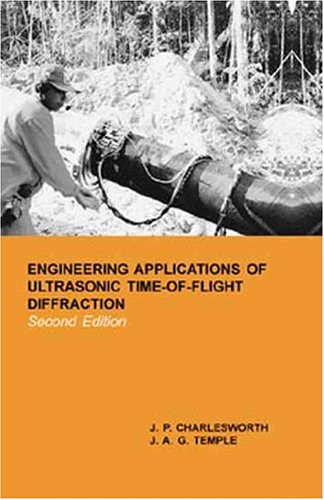 ENGINEERING APPLICATIONS OF
ULTRASONIC TIME-OF-FLIGHT
DIFFRACTION
Second Edition
J. P. CHARLESWORTH
J. A. G. TEMPLE